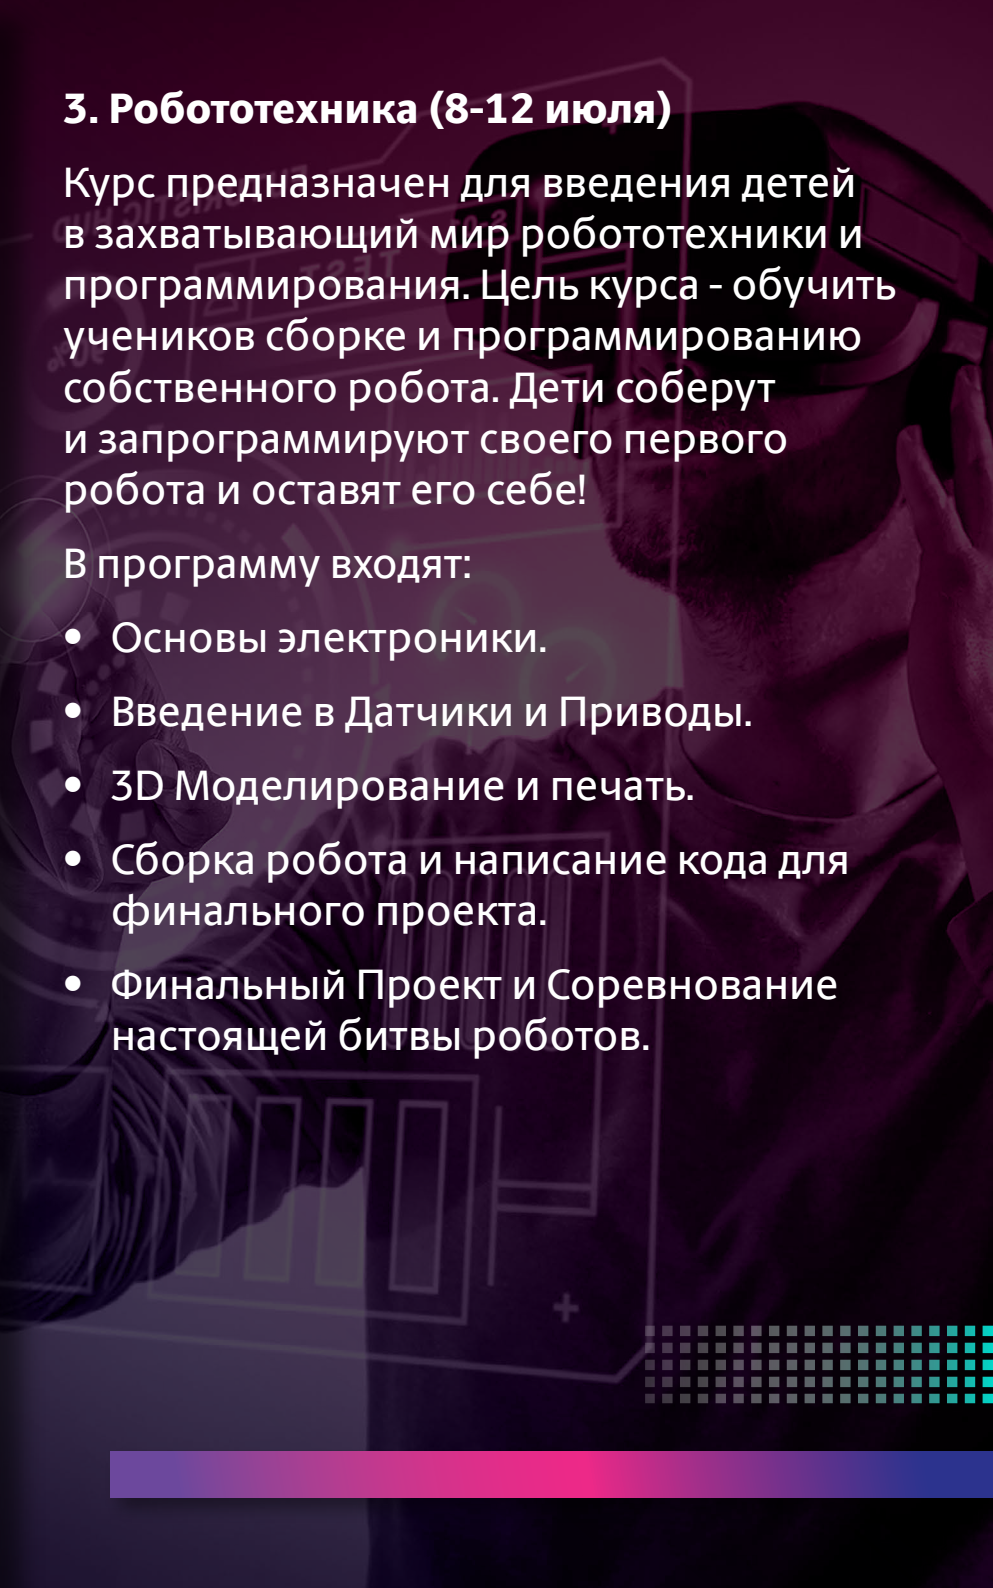 3. Робототехника (8-12 июля)
Курс предназначен для введения детей
в захватывающий мир робототехники и
программирования. Цель курса - обучить
учеников сборке и программированию
собственного робота. Дети соберут
и запрограммируют своего первого
робота и оставят его себе!
В программу входят:
• Основы электроники.
• Введение в Датчики и Приводы.
• 3D Моделирование и печать.
• Сборка робота и написание кода для
финального проекта.
• Финальный Проект и Соревнование
настоящей битвы роботов.